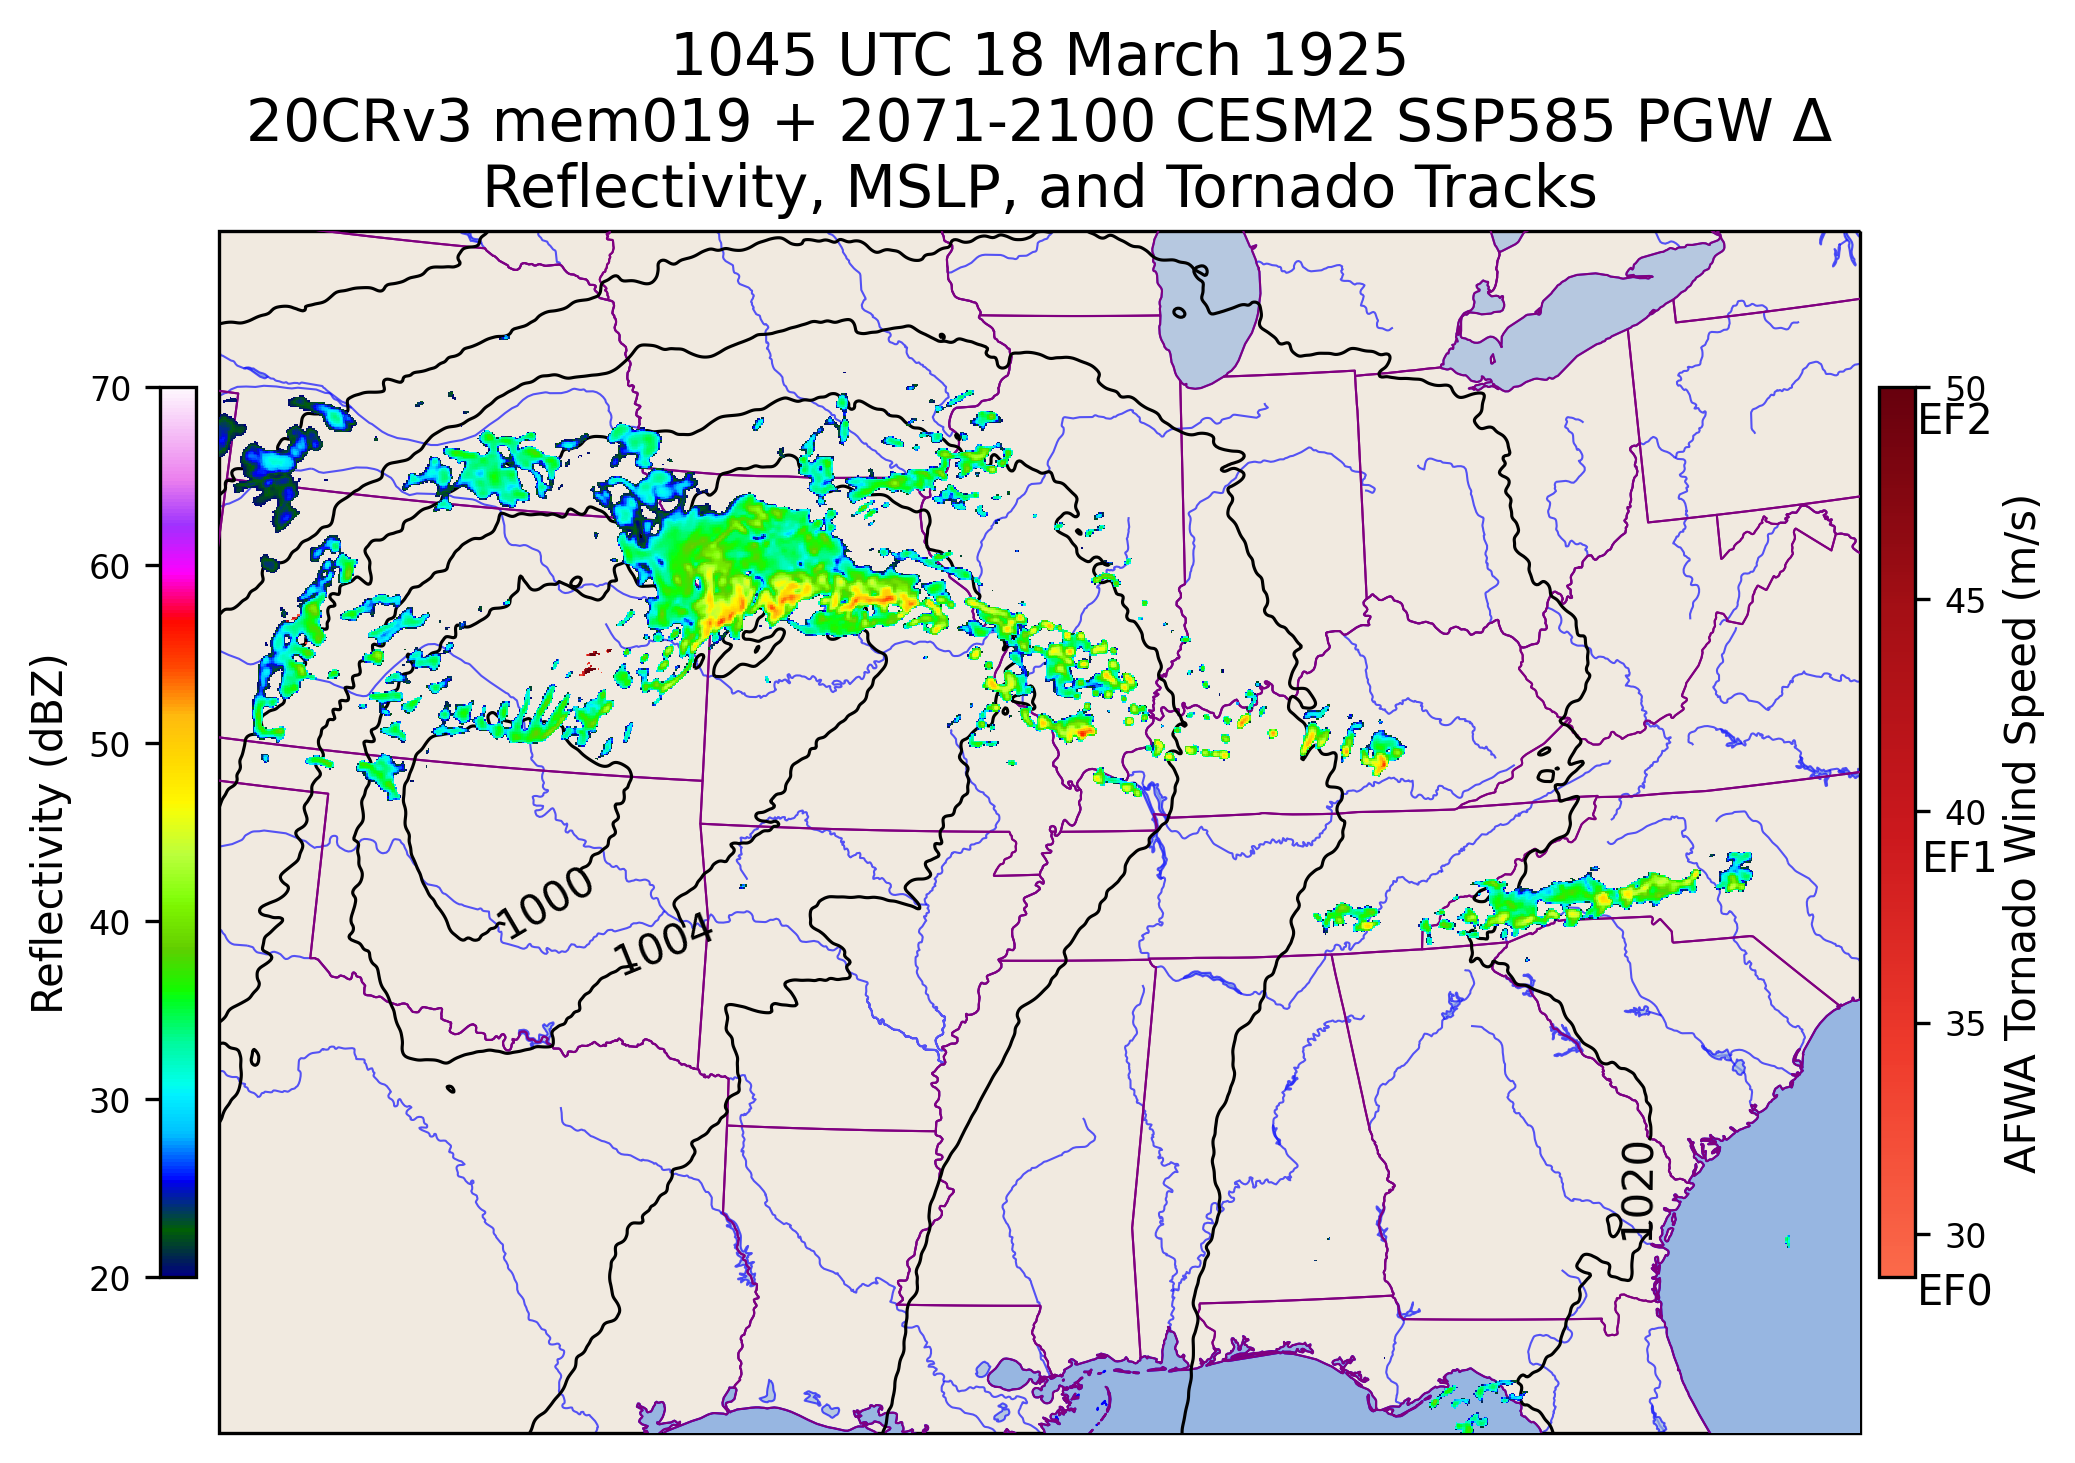 1045 UTC 18 March 1925
20CRv3 mem019 + 2071-2100 CESM2 SSP585 PGW Δ
Reflectivity, MSLP, and Tornado Tracks
70
60
50
40
30
20
Reflectivity (dBZ)
1000
1004
1020
50
EF2
45
40
EF1
35
30
EF0
AFWA Tornado Wind Speed (m/s)